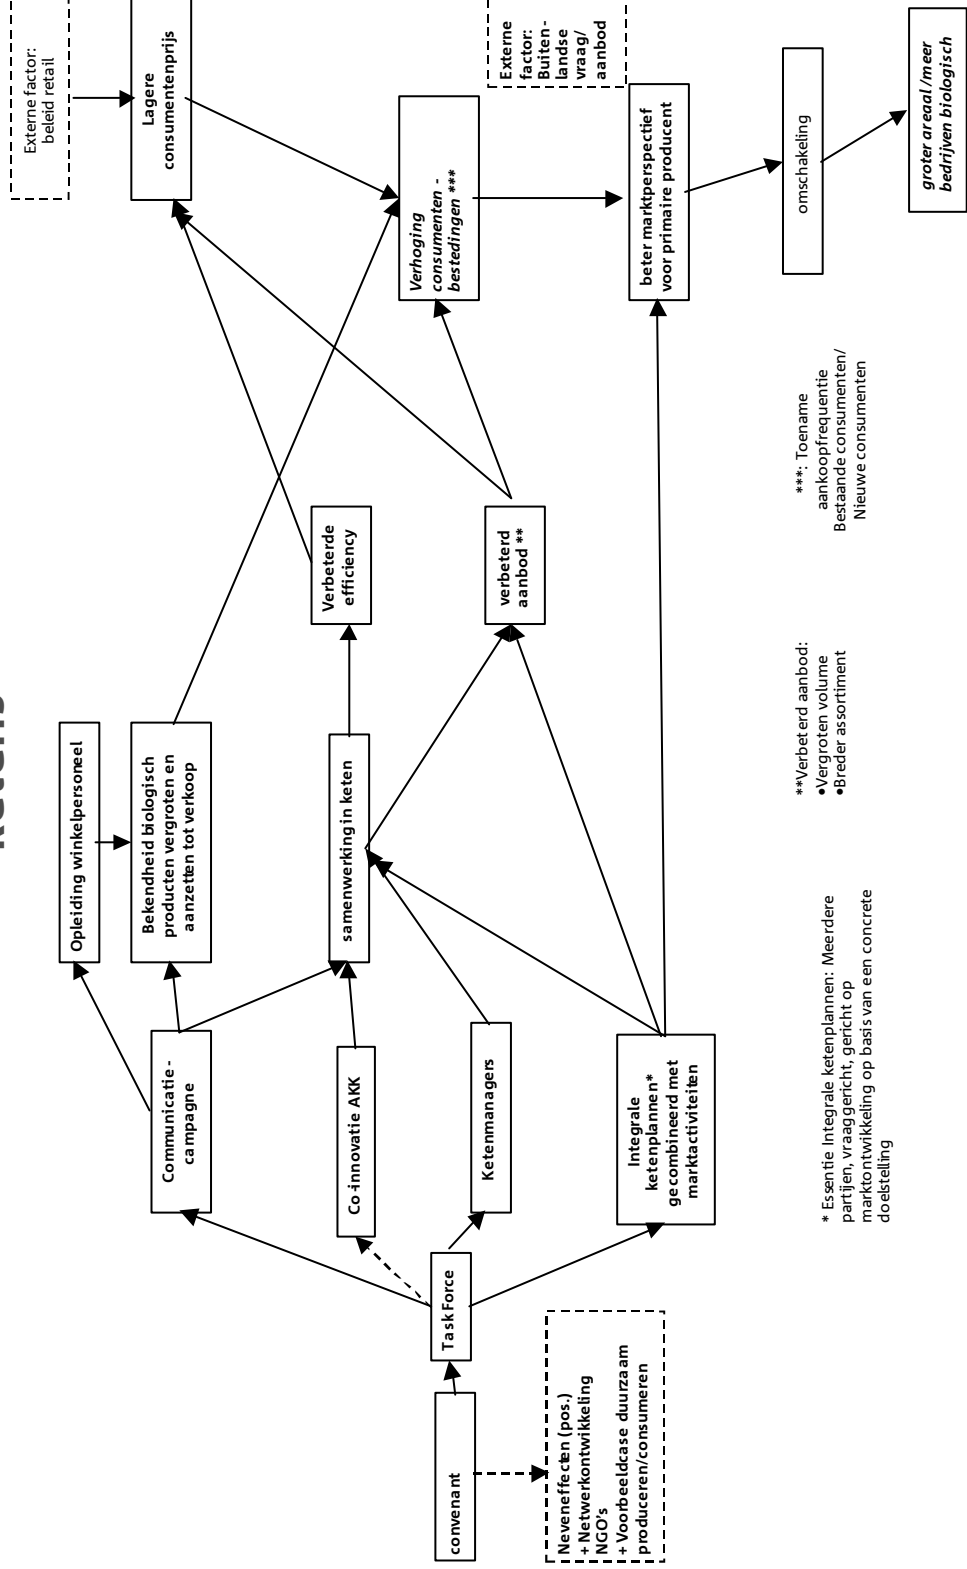 convenant
Neveneffecten (pos.)
+ Netwerkontwikkeling
NGO's
+ Voorbeeldcase duurzaam
produceren/consumeren
Task Force
Communicatie-
campagne
Co-innovatie AKK
Ketenmanagers
Integrale
ketenplannen*
gecombineerd met
marktactiviteiten
Opleiding winkelpersoneel
Bekendheid biologisch
producten vergroten en
aanzetten tot verkoop
samenwerking in keten
Verbeterde
efficiency
verbeterd
aanbod **
Externe factor:
beleid retail
Lagere
consumentenprijs
Verhoging
consumenten-
bestedingen ***
Externe
factor:
Buiten-
landse
vraag/
aanbod
beter marktperspectief
voor primaire producent
omschakeling
groter areaal/meer
bedrijven biologisch
* Essentie Integrale ketenplannen: Meerdere
partijen, vraaggericht, gericht op
marktontwikkeling op basis van een concrete
doelstelling
**Verbeterd aanbod:
•Vergroten volume
•Breder assortiment
***: Toename
aankoopfrequentie
Bestaande consumenten/
Nieuwe consumenten